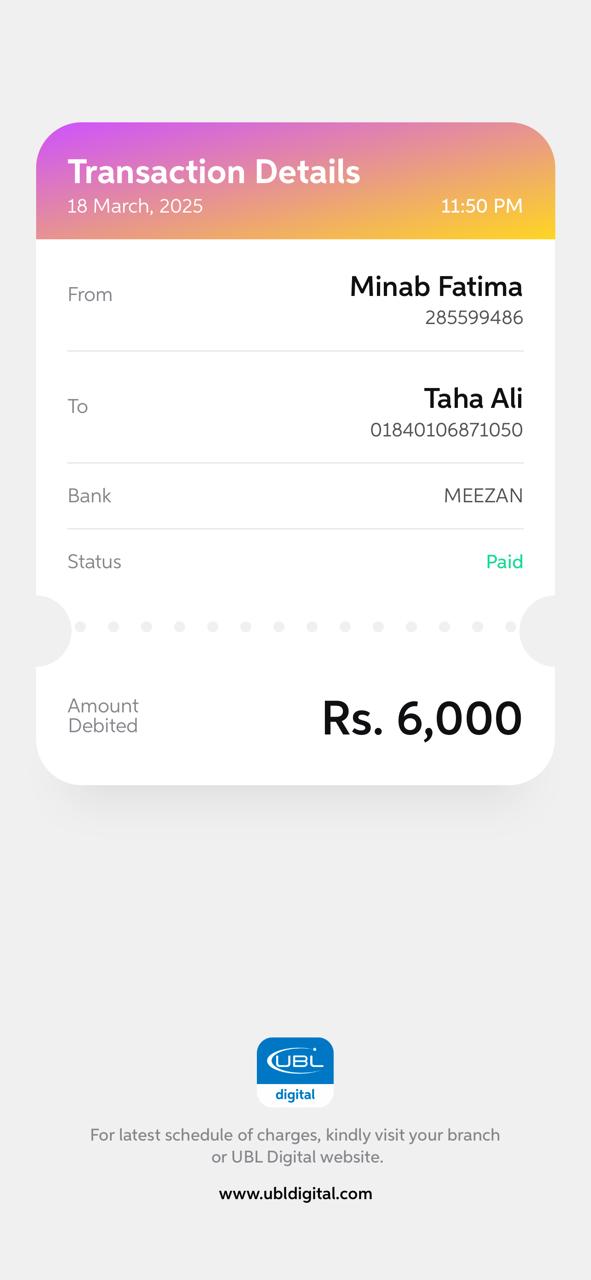 Transaction Details
18 March, 2025 11:50 PM
From Minab Fatima
285599486
To Taha Ali
01840106871050
Bank MEEZAN
Status Paid
Amount
Debited Rs. 6,000
UBL
digital
For latest schedule of charges, kindly visit your branch
or UBL Digital website.
www.ubldigital.com